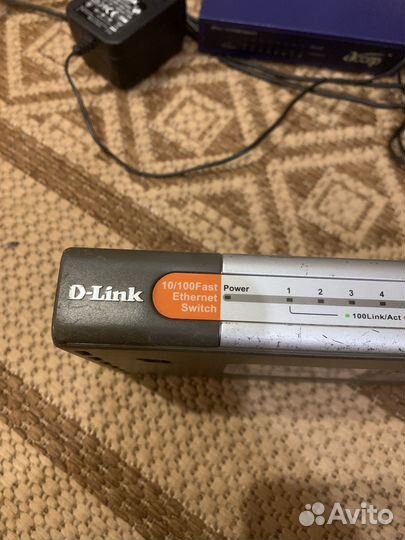 D-Link
10/100Fast
Ethernet
Switch
Power
1 2 3 4
100Link/Act
Avito